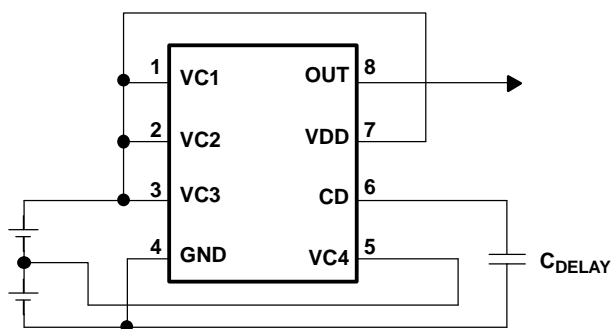 1 VC1 OUT 8
2 VC2 VDD 7
3 VC3 CD 6
4 GND VC4 5
CDELAY